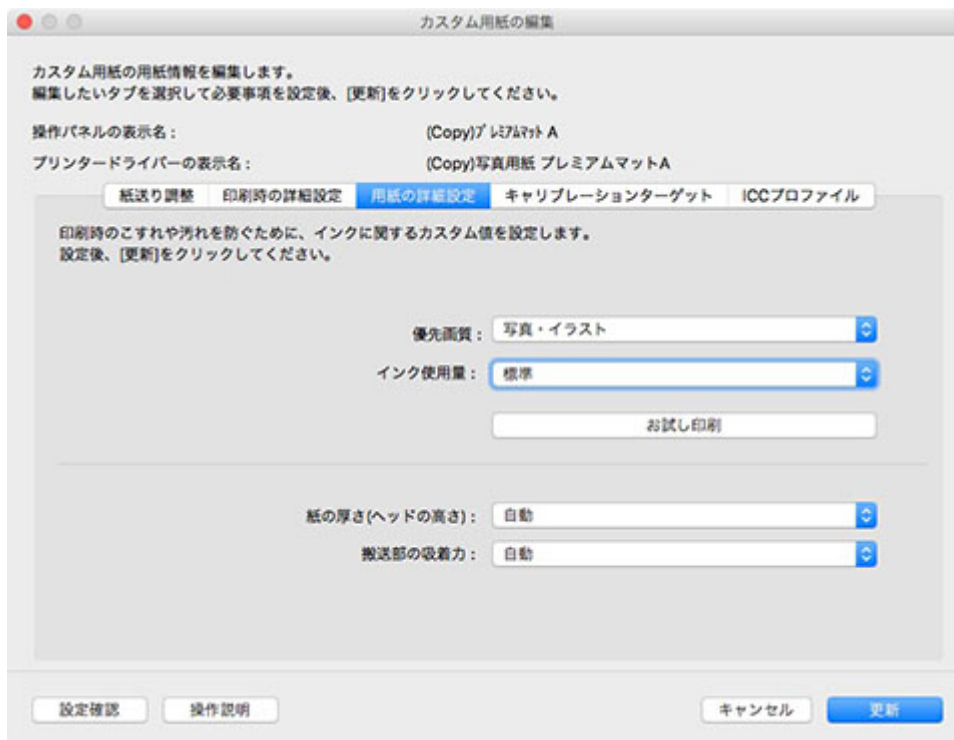 カスタム用紙の編集
カスタム用紙の用紙情報を編集します。
編集したいタブを選択して必要事項を設定後、[更新]をクリックしてください。
操作パネルの表示名： (Copy)ﾌﾟﾚﾐｱﾑﾏｯﾄ A
プリンタードライバーの表示名： (Copy)写真用紙 プレミアムマットA
紙送り調整 印刷時の詳細設定 用紙の詳細設定 キャリブレーションターゲット ICCプロファイル
印刷時のこすれや汚れを防ぐために、インクに関するカスタム値を設定します。
設定後、[更新]をクリックしてください。
優先画質： 写真・イラスト
インク使用量： 標準
お試し印刷
紙の厚さ(ヘッドの高さ)： 自動
搬送部の吸着力： 自動
設定確認 操作説明 キャンセル 更新